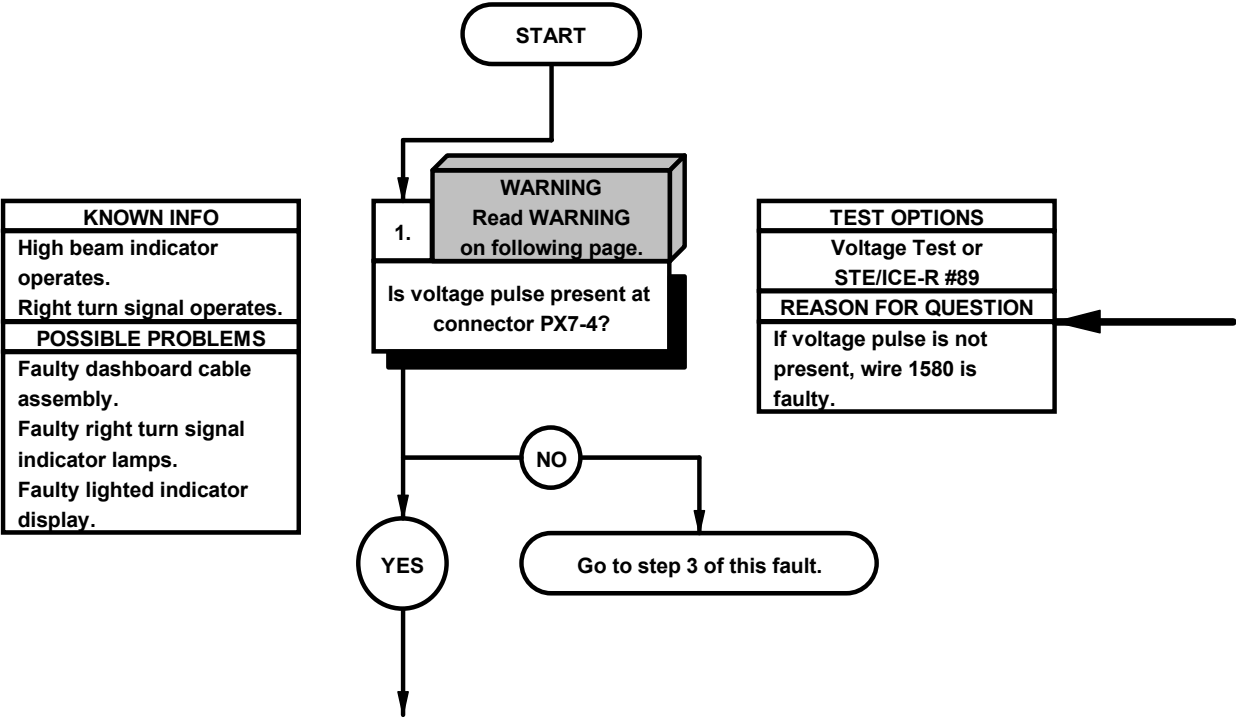 START
KNOWN INFO
High beam indicator
operates.
Right turn signal operates.
POSSIBLE PROBLEMS
Faulty dashboard cable
assembly.
Faulty right turn signal
indicator lamps.
Faulty lighted indicator
display.
1.
WARNING
Read WARNING
on following page.
Is voltage pulse present at
connector PX7-4?
TEST OPTIONS
Voltage Test or
STE/ICE-R #89
REASON FOR QUESTION
If voltage pulse is not
present, wire 1580 is
faulty.
NO
YES
Go to step 3 of this fault.